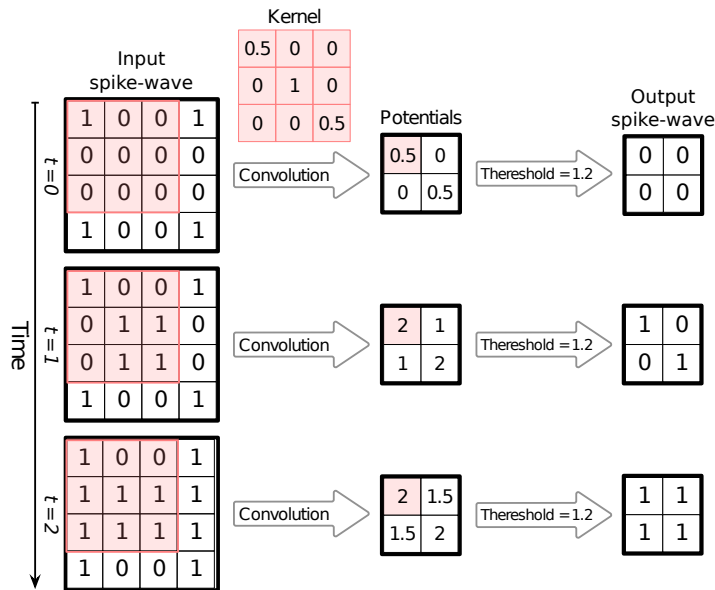 Kernel
0.5 0 0
0 1 0
0 0 0.5
Input
spike-wave
Potentials
Output
spike-wave
Time
t=0
1 0 0 1
0 0 0 0
0 0 0 0
1 0 0 1
Convolution
0.5 0
0 0.5
Thereshold = 1.2
0 0
0 0
t=1
1 0 0 1
0 1 1 0
0 1 1 0
1 0 0 1
Convolution
2 1
1 2
Thereshold = 1.2
1 0
0 1
t=2
1 0 0 1
1 1 1 1
1 1 1 1
1 0 0 1
Convolution
2 1.5
1.5 2
Thereshold = 1.2
1 1
1 1